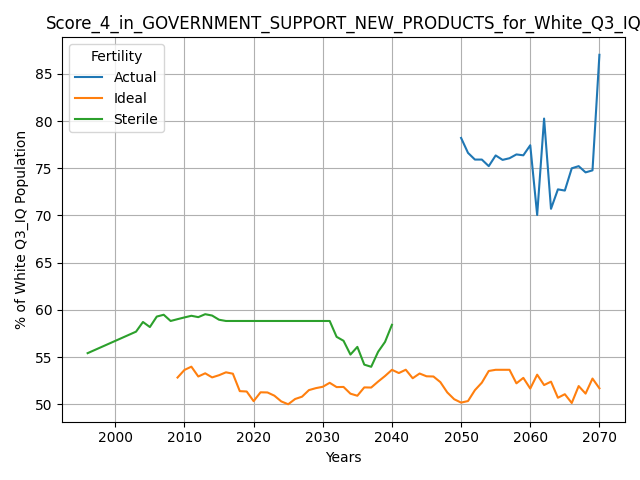 Score_4_in_GOVERNMENT_SUPPORT_NEW_PRODUCTS_for_White_Q3_IQ
Fertility
Actual
Ideal
Sterile
% of White Q3_IQ Population
85
80
75
70
65
60
55
50
2000 2010 2020 2030 2040 2050 2060 2070
Years